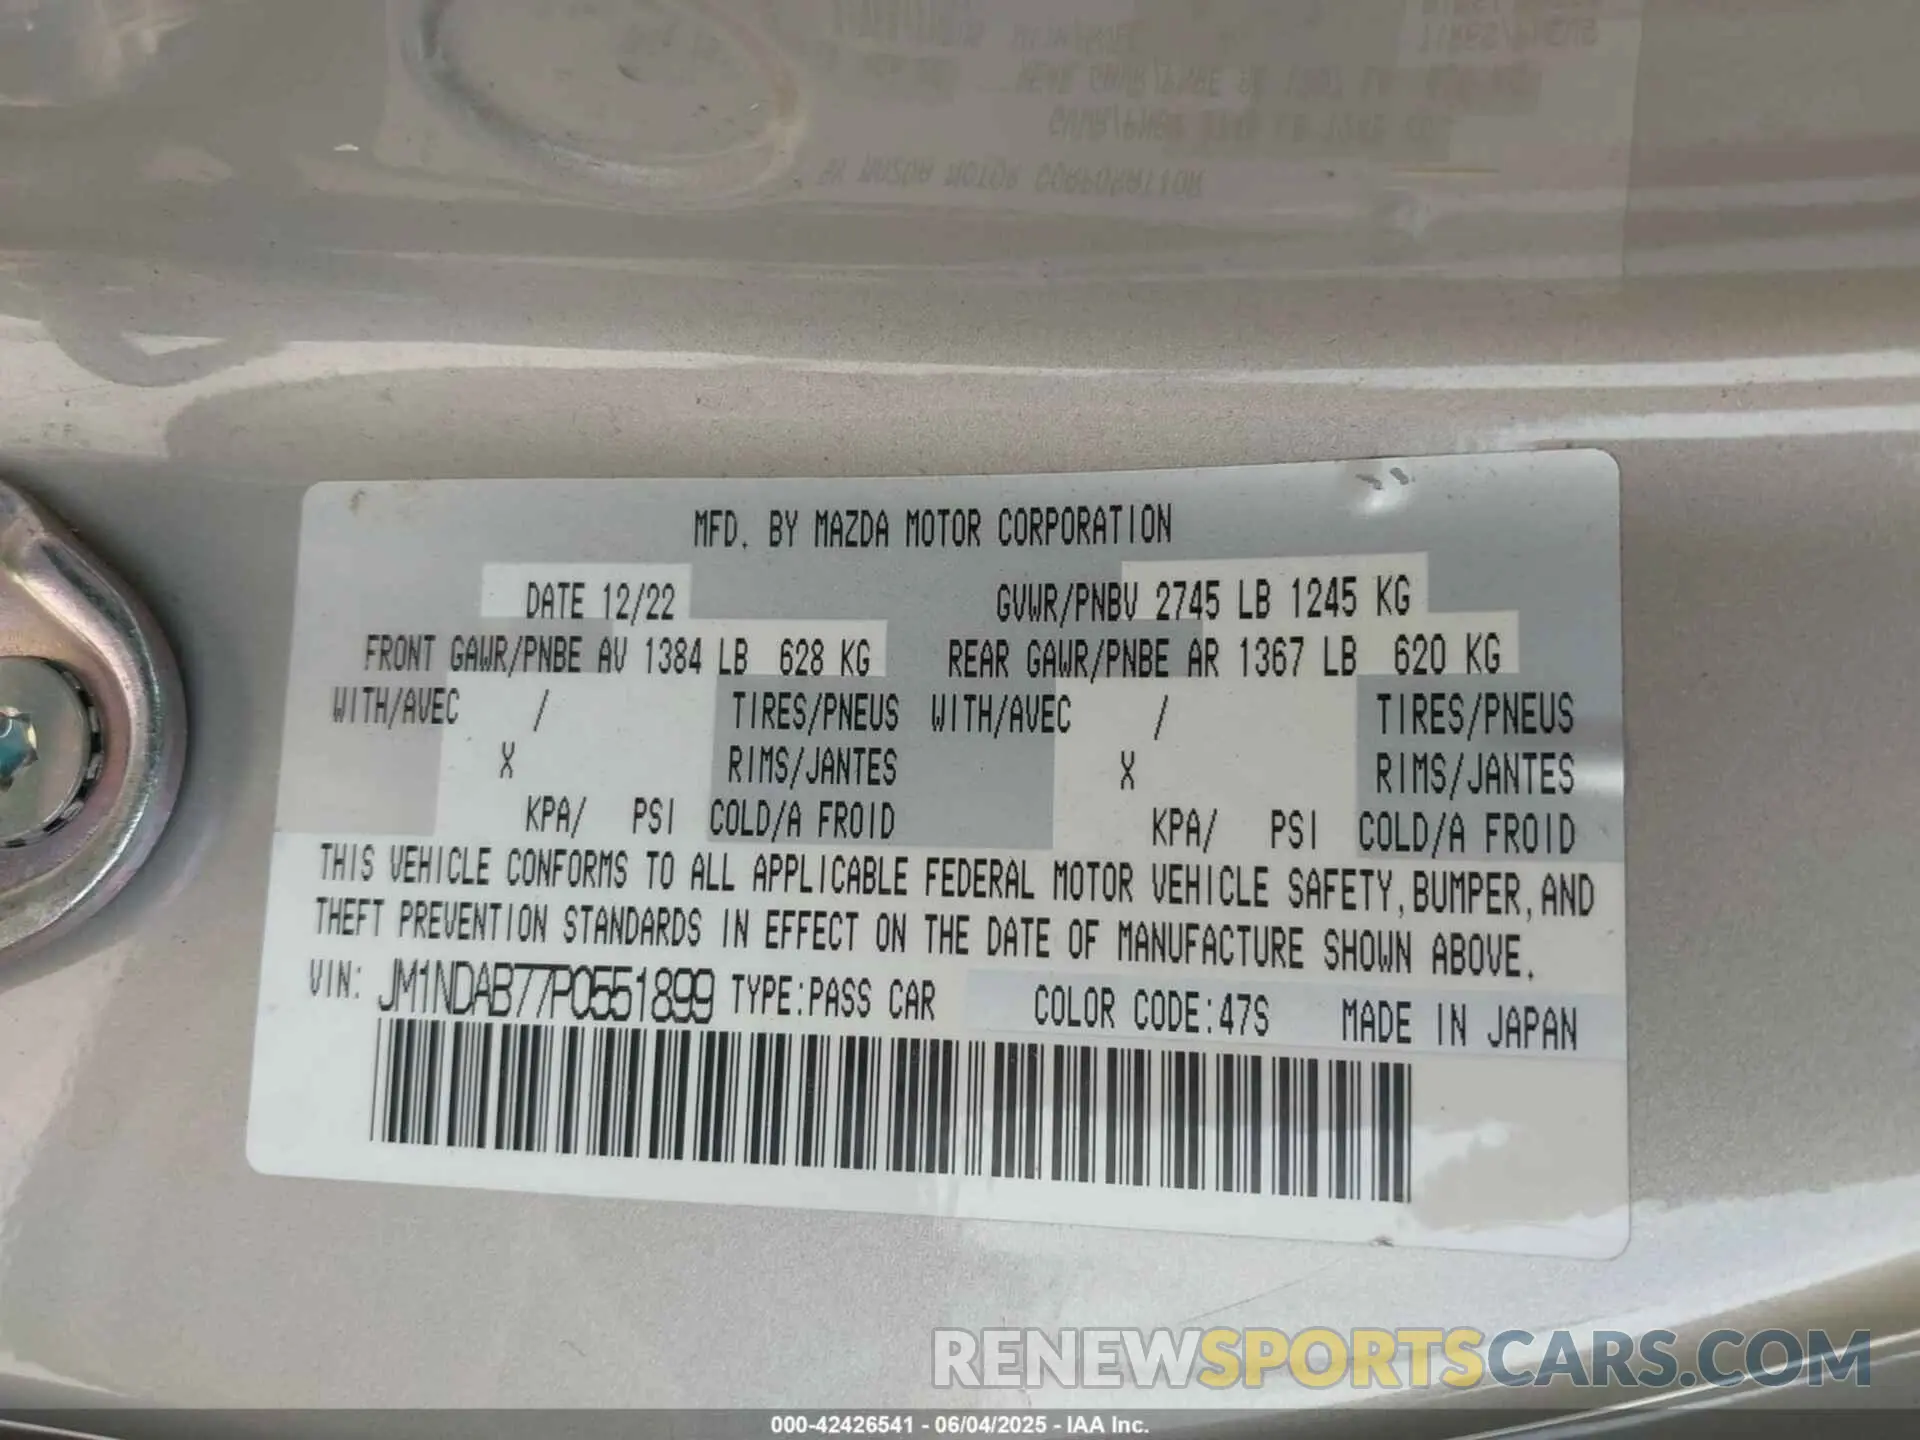 MFD. BY MAZDA MOTOR CORPORATION
DATE 12/22 GVWR/PNBV 2745 LB 1245 KG
FRONT GAWR/PNBE AV 1384 LB 628 KG REAR GAWR/PNBE AR 1367 LB 620 KG
WITH/AVEC / TIRES/PNEUS WITH/AVEC / TIRES/PNEUS
X RIMS/JANTES X RIMS/JANTES
KPA/ PSI COLD/A FROID KPA/ PSI COLD/A FROID
THIS VEHICLE CONFORMS TO ALL APPLICABLE FEDERAL MOTOR VEHICLE SAFETY, BUMPER, AND
THEFT PREVENTION STANDARDS IN EFFECT ON THE DATE OF MANUFACTURE SHOWN ABOVE.
VIN: JM1NDAB77P0551899 TYPE:PASS CAR COLOR CODE:47S MADE IN JAPAN
RENEWSPORTSCARS.COM
000-42426541 - 06/04/2025 - IAA Inc.